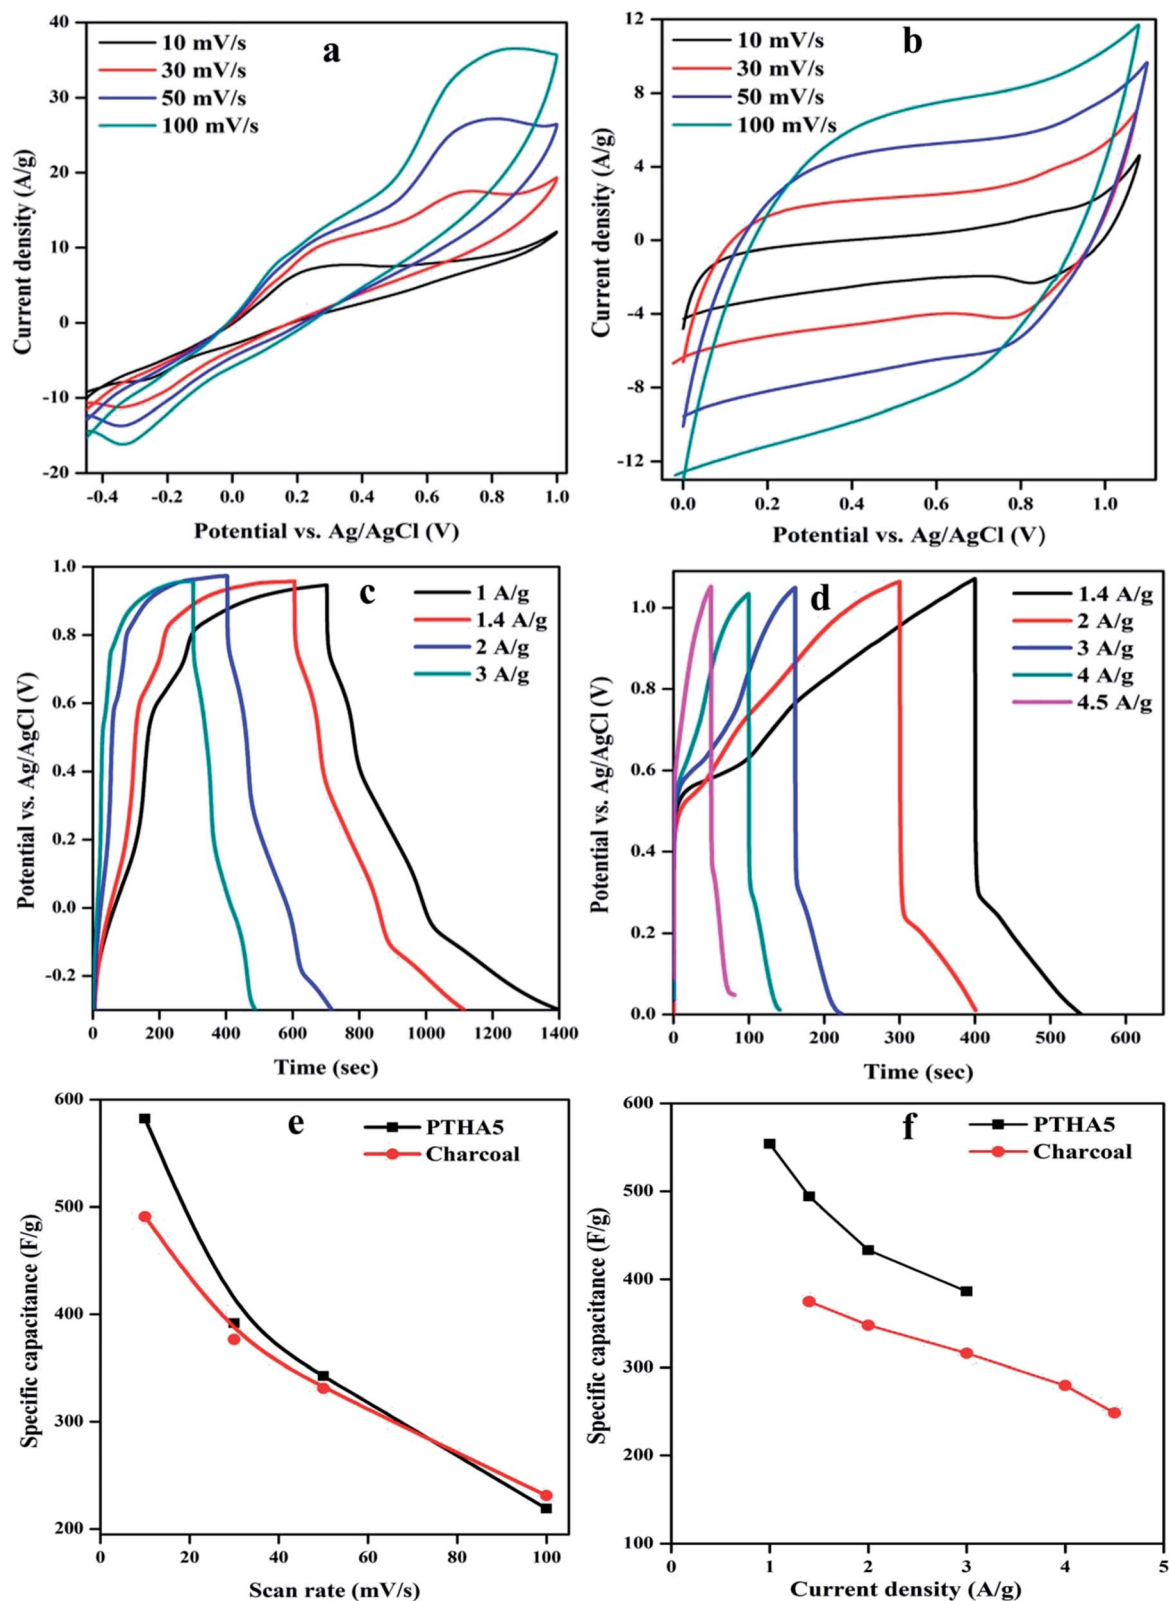 a
10 mV/s
30 mV/s
50 mV/s
100 mV/s
40
30
20
10
0
-10
-20
Current density (A/g)
-0.4 -0.2 0.0 0.2 0.4 0.6 0.8 1.0
Potential vs. Ag/AgCl (V)
b
10 mV/s
30 mV/s
50 mV/s
100 mV/s
12
8
4
0
-4
-8
-12
Current density (A/g)
0.0 0.2 0.4 0.6 0.8 1.0
Potential vs. Ag/AgCl (V)
c
1 A/g
1.4 A/g
2 A/g
3 A/g
1.0
0.8
0.6
0.4
0.2
0.0
-0.2
Potential vs. Ag/AgCl (V)
0 200 400 600 800 1000 1200 1400
Time (sec)
d
1.4 A/g
2 A/g
3 A/g
4 A/g
4.5 A/g
1.0
0.8
0.6
0.4
0.2
0.0
Potential vs. Ag/AgCl (V)
0 100 200 300 400 500 600
Time (sec)
e
PTHA5
Charcoal
600
500
400
300
200
Specific capacitance (F/g)
0 20 40 60 80 100
Scan rate (mV/s)
f
PTHA5
Charcoal
600
500
400
300
200
100
Specific capacitance (F/g)
0 1 2 3 4 5
Current density (A/g)